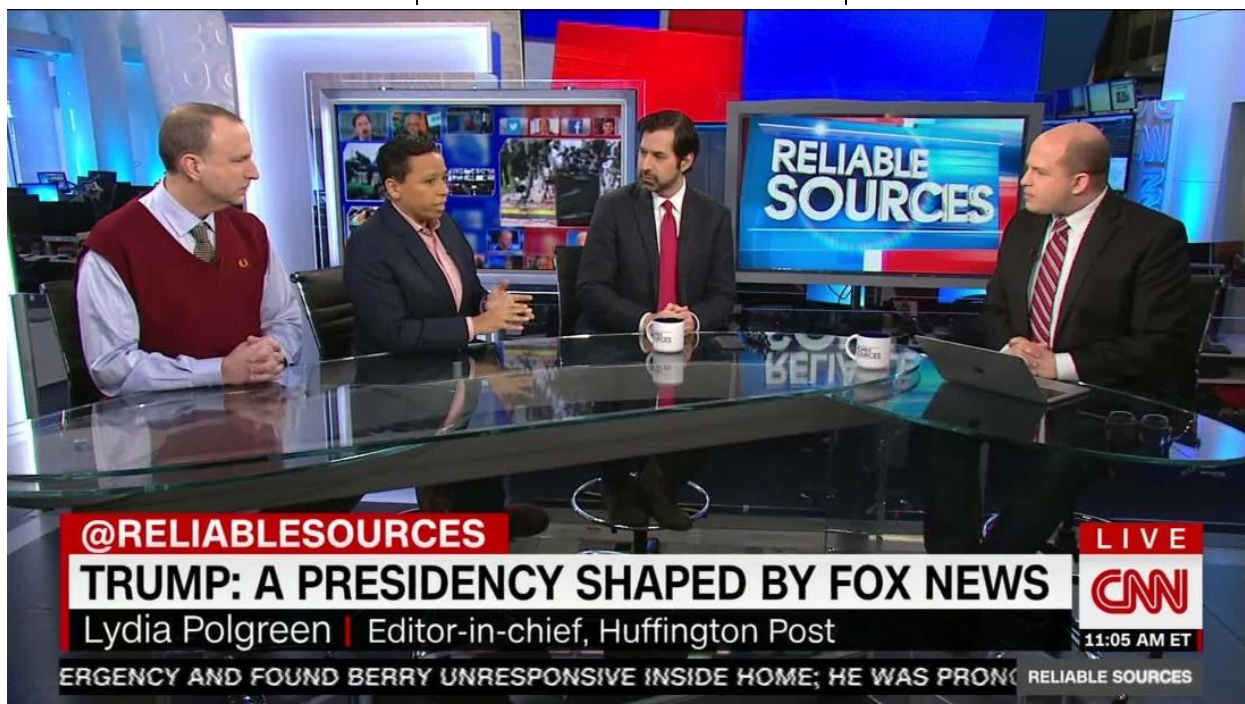 RELIABLE
SOURCES
@RELIABLESOURCES
TRUMP: A PRESIDENCY SHAPED BY FOX NEWS
Lydia Polgreen | Editor-in-chief, Huffington Post
LIVE
CNN
11:05 AM ET
ERGENCY AND FOUND BERRY UNRESPONSIVE INSIDE HOME; HE WAS PRON
RELIABLE SOURCES